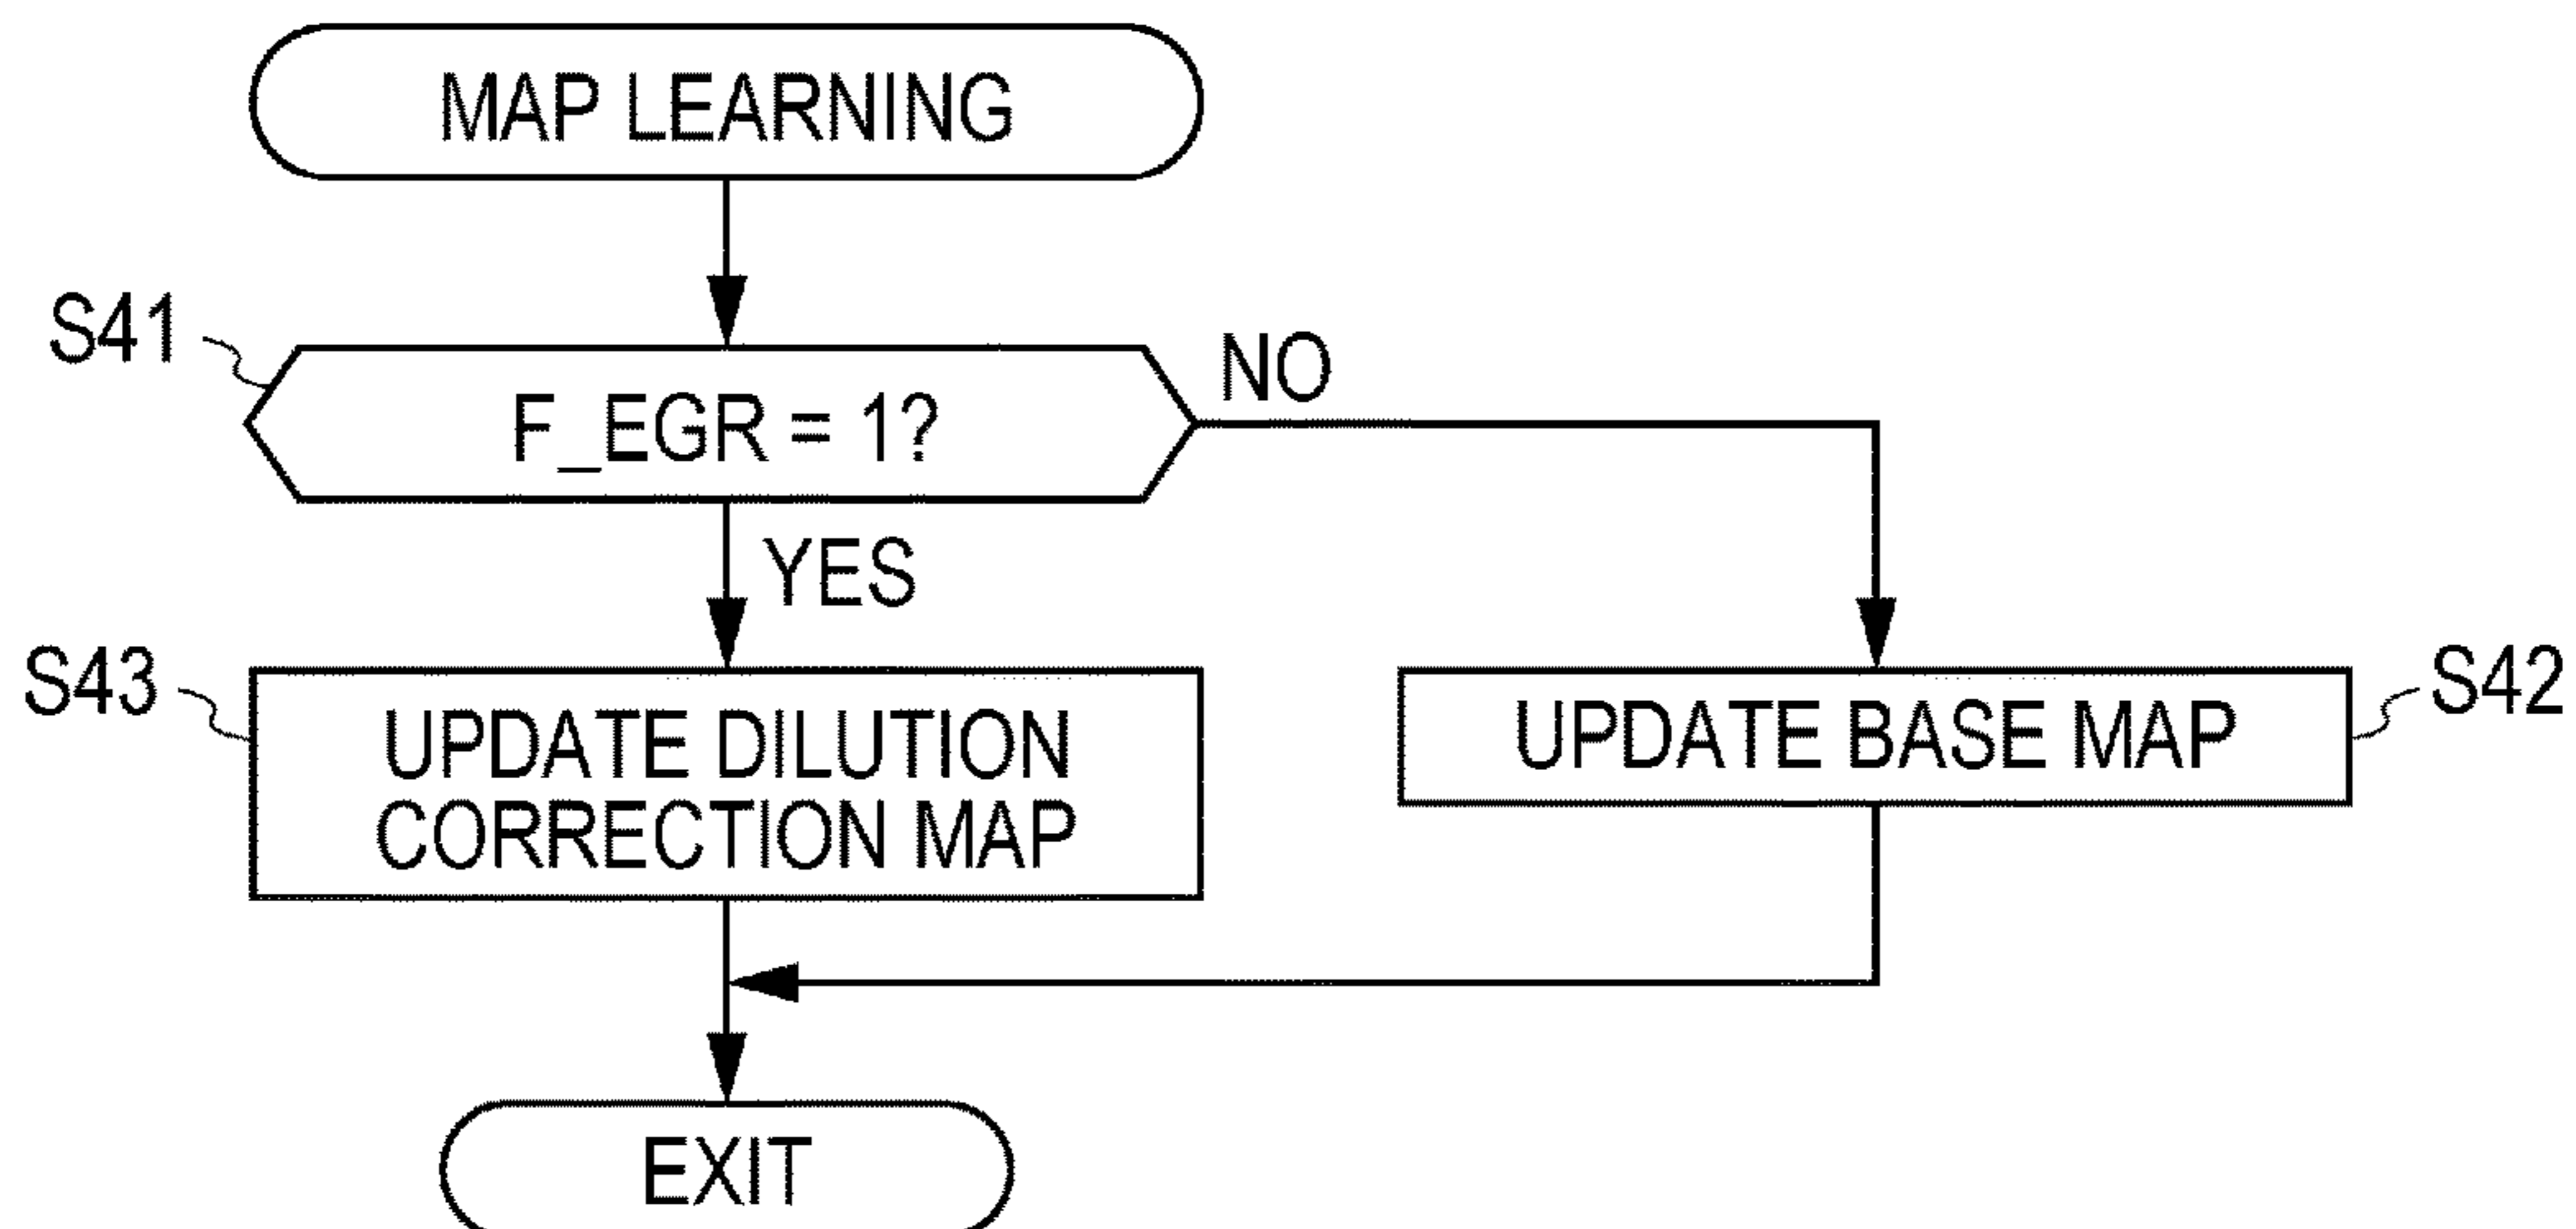 MAP LEARNING
S41
F_EGR = 1?
NO
YES
S43
UPDATE DILUTION
CORRECTION MAP
UPDATE BASE MAP
S42
EXIT